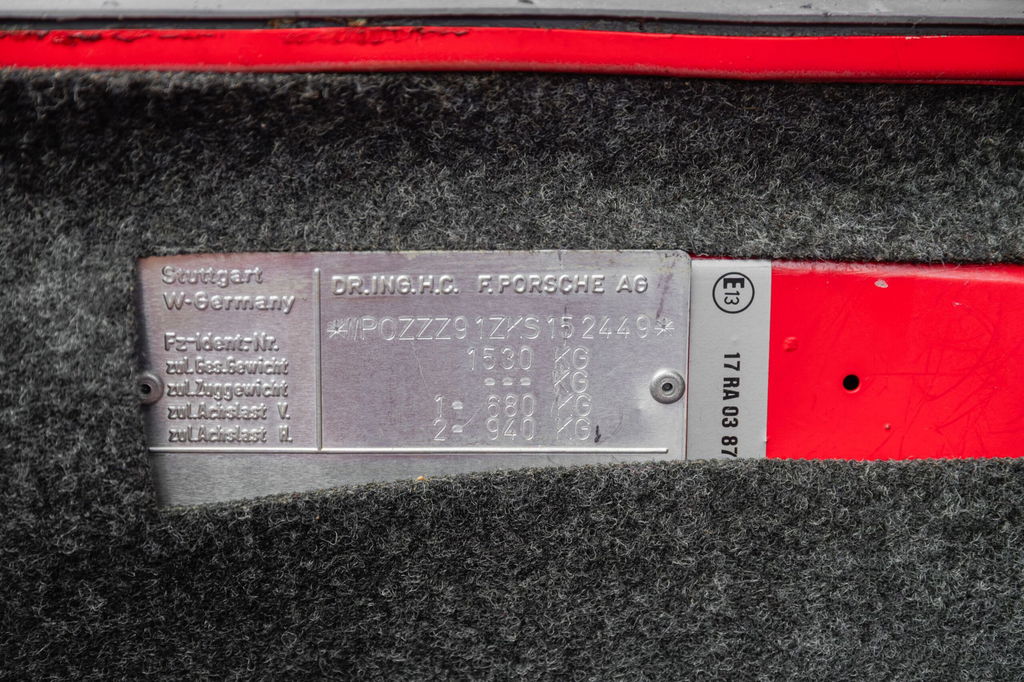 Stuttgart
W-Germany
DR.ING.H.C. F.PORSCHE AG
Fz-Ident-Nr. *WP0ZZZ91ZKS152449*
zul.Ges.Gewicht 1530 KG
zul.Zuggewicht --- KG
zul.Achslast V. 1- 680 KG
zul.Achslast H. 2- 940 KG
E13
17 RA 03 87